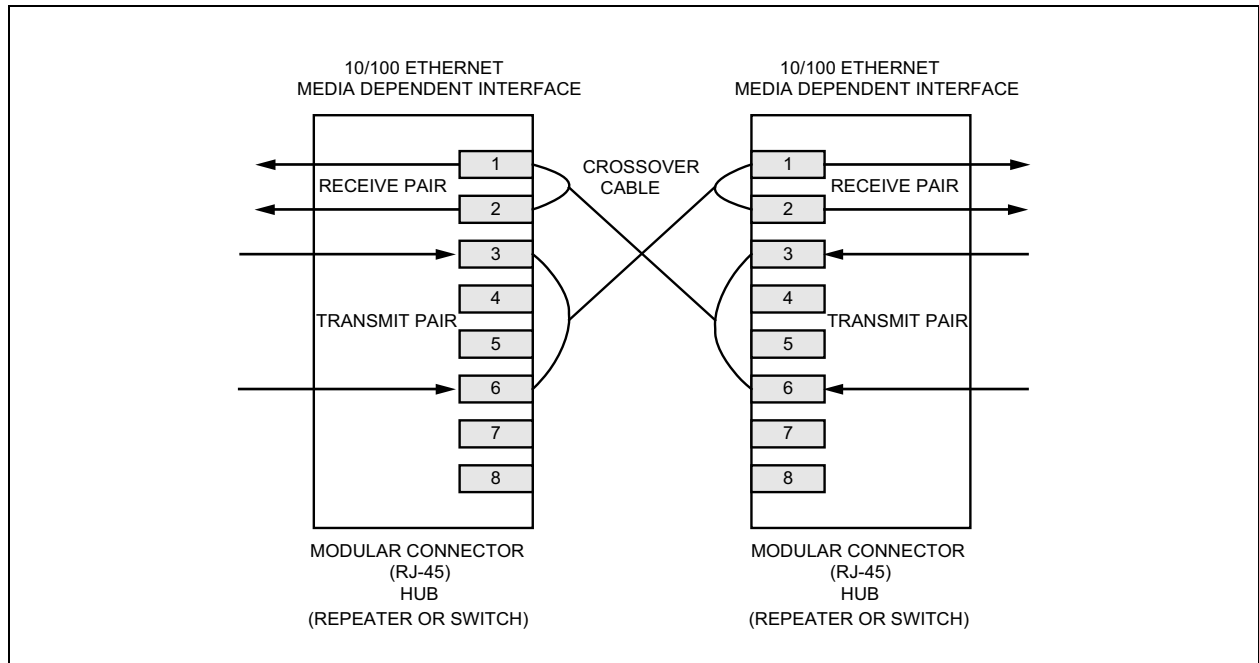 10/100 ETHERNET
MEDIA DEPENDENT INTERFACE
1
RECEIVE PAIR
2
3
4
TRANSMIT PAIR
5
6
7
8
MODULAR CONNECTOR
(RJ-45)
HUB
(REPEATER OR SWITCH)
CROSSOVER
CABLE
10/100 ETHERNET
MEDIA DEPENDENT INTERFACE
1
RECEIVE PAIR
2
3
4
TRANSMIT PAIR
5
6
7
8
MODULAR CONNECTOR
(RJ-45)
HUB
(REPEATER OR SWITCH)